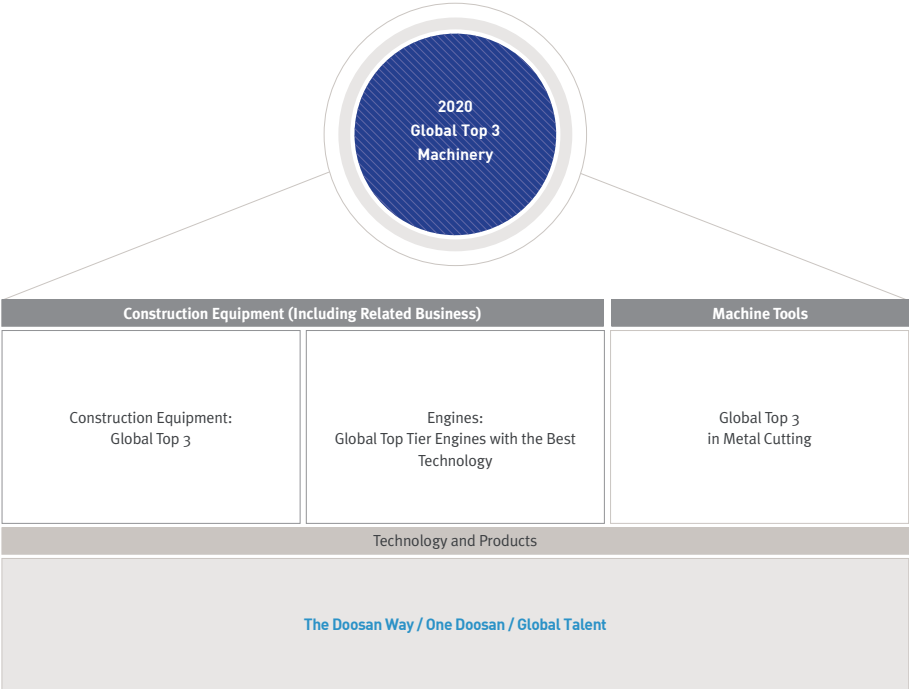 2020
Global Top 3
Machinery
Construction Equipment (Including Related Business)
Machine Tools
Construction Equipment:
Global Top 3
Engines:
Global Top Tier Engines with the Best
Technology
Global Top 3
in Metal Cutting
Technology and Products
The Doosan Way / One Doosan / Global Talent